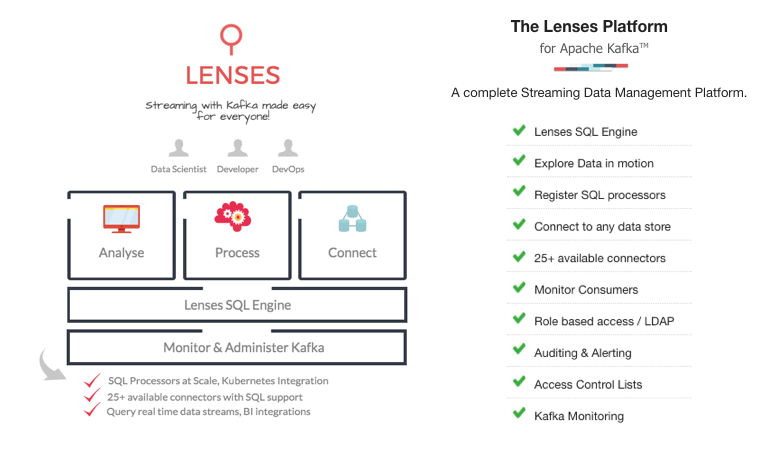 LENSES
Streaming with Kafka made easy
for everyone!
Data Scientist Developer DevOps
Analyse Process Connect
Lenses SQL Engine
Monitor & Administer Kafka
SQL Processors at Scale, Kubernetes Integration
25+ available connectors with SQL support
Query real time data streams, BI integrations
The Lenses Platform
for Apache Kafka™
A complete Streaming Data Management Platform.
Lenses SQL Engine
Explore Data in motion
Register SQL processors
Connect to any data store
25+ available connectors
Monitor Consumers
Role based access / LDAP
Auditing & Alerting
Access Control Lists
Kafka Monitoring